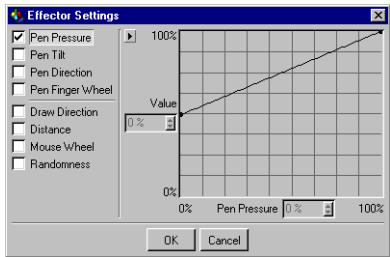 Effector Settings
Pen Pressure
Pen Tilt
Pen Direction
Pen Finger Wheel
Draw Direction
Distance
Mouse Wheel
Randomness
100%
Value
0 %
0%
0% Pen Pressure 0 % 100%
OK Cancel